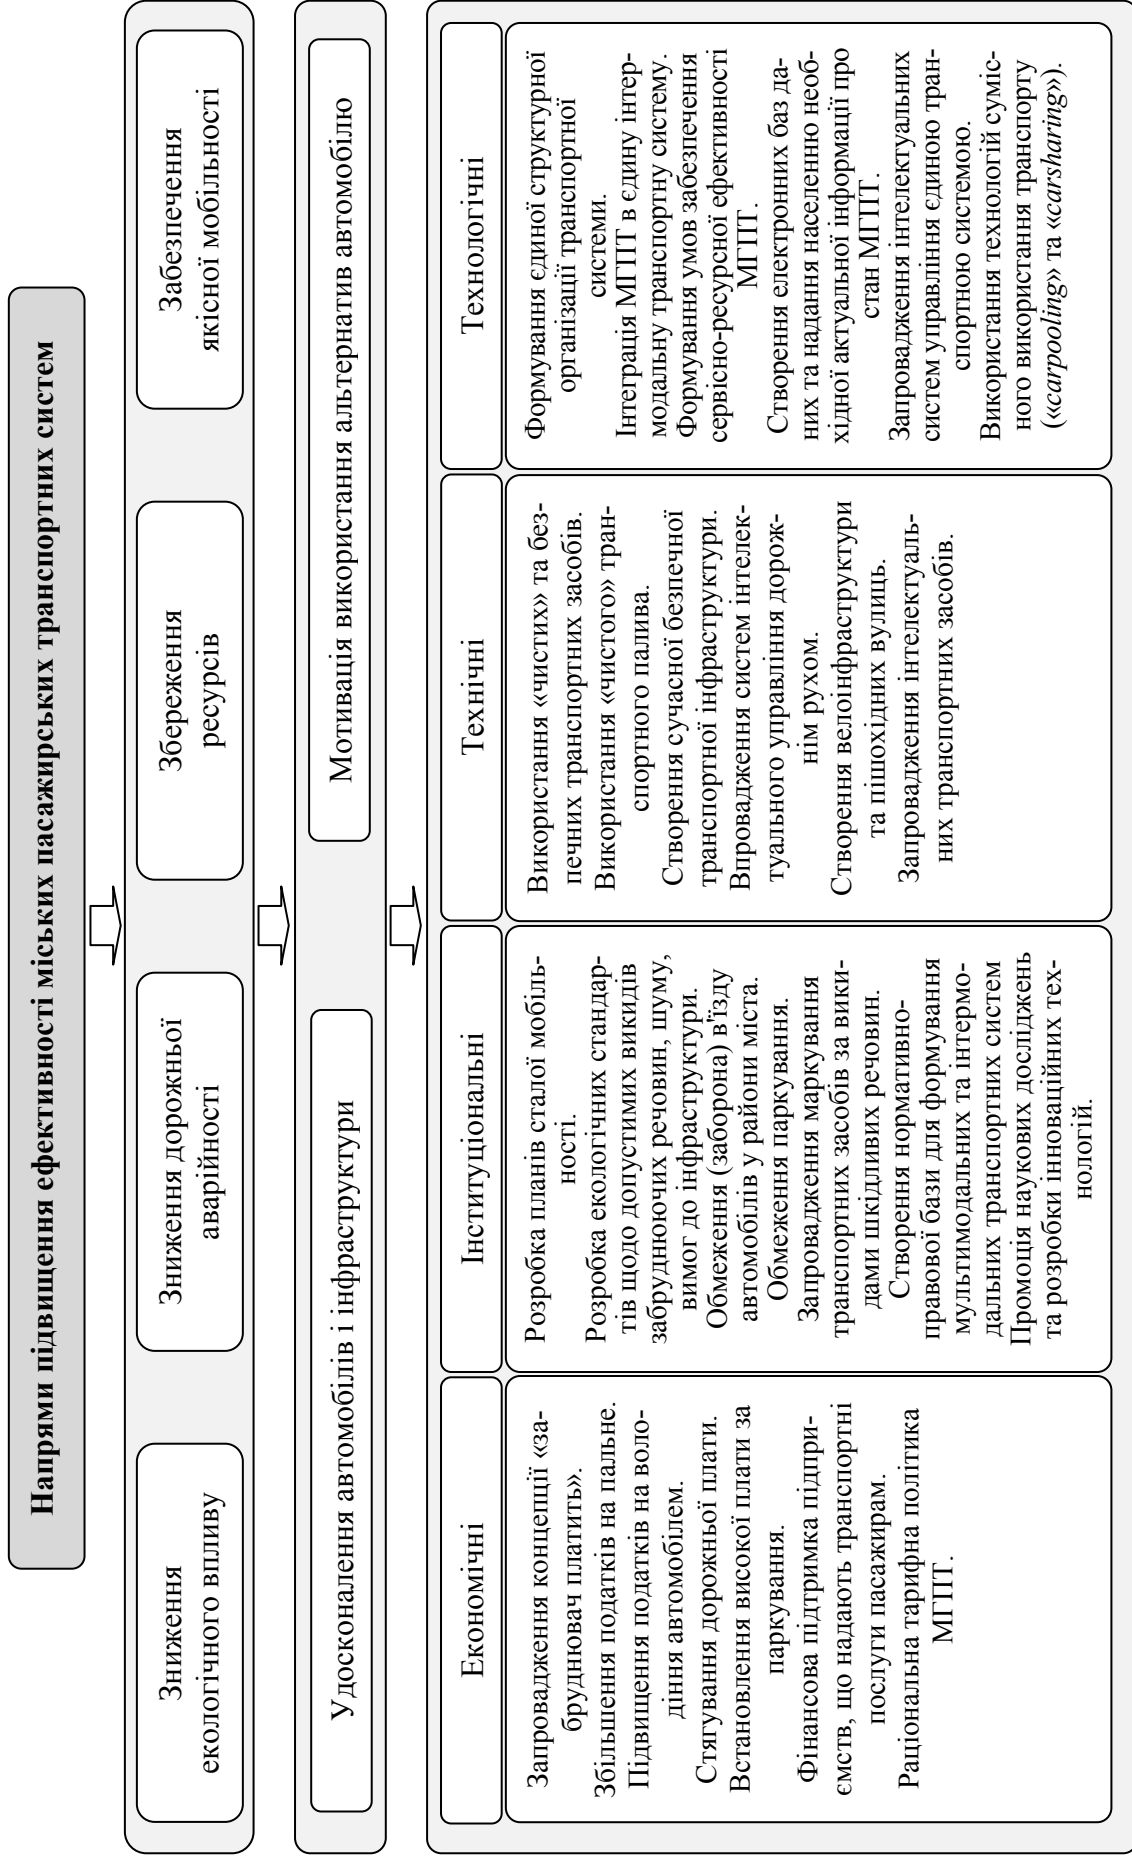 Напрями підвищення ефективності міських пасажирських транспортних систем
Зниження
екологічного впливу
Зниження дорожньої
аварійності
Збереження
ресурсів
Забезпечення
якісної мобільності
Удосконалення автомобілів і інфраструктури
Мотивація використання альтернатив автомобілю
Економічні
Запровадження концепції «за-
бруднювач платить».
Збільшення податків на пальне.
Підвищення податків на воло-
діння автомобілем.
Стягування дорожньої плати.
Встановлення високої плати за
паркування.
Фінансова підтримка підпри-
ємств, що надають транспортні
послуги пасажирам.
Раціональна тарифна політика
МГПТ.
Інституціональні
Розробка планів сталої мобіль-
ності.
Розробка екологічних стандар-
тів щодо допустимих викидів
забруднюючих речовин, шуму,
вимог до інфраструктури.
Обмеження (заборона) в'їзду
автомобілів у райони міста.
Обмеження паркування.
Запровадження маркування
транспортних засобів за вики-
дами шкідливих речовин.
Створення нормативно-
правової бази для формування
мультимодальних та інтермо-
дальних транспортних систем
Промоція наукових досліджень
та розробки інноваційних тех-
нологій.
Технічні
Використання «чистих» та без-
печних транспортних засобів.
Використання «чистого» тран-
спортного палива.
Створення сучасної безпечної
транспортної інфраструктури.
Впровадження систем інтелек-
туального управління дорож-
нім рухом.
Створення велоінфраструктури
та пішохідних вулиць.
Запровадження інтелектуаль-
них транспортних засобів.
Технологічні
Формування єдиної структурної
організації транспортної
системи.
Інтеграція МГПТ в єдину інтер-
модальну транспортну систему.
Формування умов забезпечення
сервісно-ресурсної ефективності
МГПТ.
Створення електронних баз да-
них та надання населенню необ-
хідної актуальної інформації про
стан МГПТ.
Запровадження інтелектуальних
систем управління єдиною тран-
спортною системою.
Використання технологій суміс-
ного використання транспорту
(«carpooling» та «carsharing»).